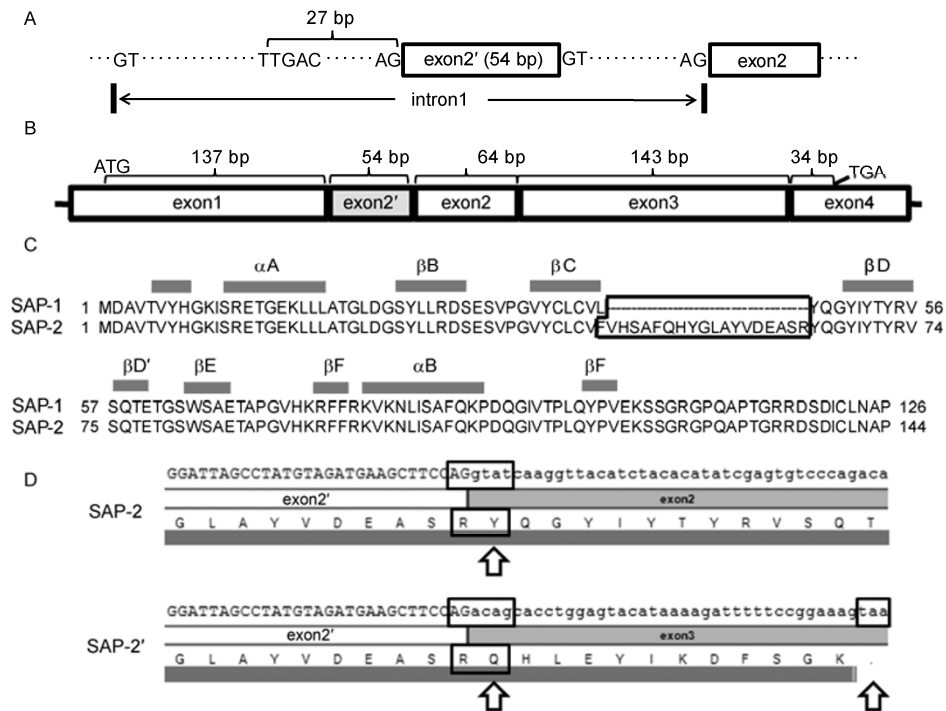 A
27 bp
···GT·············TTGAC······AG exon2′ (54 bp) GT·············AG exon2 ·····
intron1
B
ATG 137 bp 54 bp 64 bp 143 bp 34 bp TGA
exon1 exon2′ exon2 exon3 exon4
C
αA βB βC βD
SAP-1 1 MDAVTVYHGKISRETGEKLLLATGLDGSYLLRDSESVPGVYCLCVL------------------YQGYIYTYRV 56
SAP-2 1 MDAVTVYHGKISRETGEKLLLATGLDGSYLLRDSESVPGVYCLCVFVHSAFQHYGLAYVDEASRYQGYIYTYRV 74
βD′ βE βF αB βF
SAP-1 57 SQTETGSWSAETAPGVHKRFFRKVKNLISAFQKPDQGIVTPLQYPVEKSSGRGPQAPTGRRDSDICLNAP 126
SAP-2 75 SQTETGSWSAETAPGVHKRFFRKVKNLISAFQKPDQGIVTPLQYPVEKSSGRGPQAPTGRRDSDICLNAP 144
D
GGATTAGCCTATGTAGATGAAGCTTCCAGgtatcaaggttacatctacacatatcgagtgtcccagaca
exon2′ exon2
SAP-2
G L A Y V D E A S R Y Q G Y I Y T Y R V S Q T
GGATTAGCCTATGTAGATGAAGCTTCCAGacagcacctggagtacataaaagatttttccggaaagtaa
exon2′ exon3
SAP-2′
G L A Y V D E A S R Q H L E Y I K D F S G K .